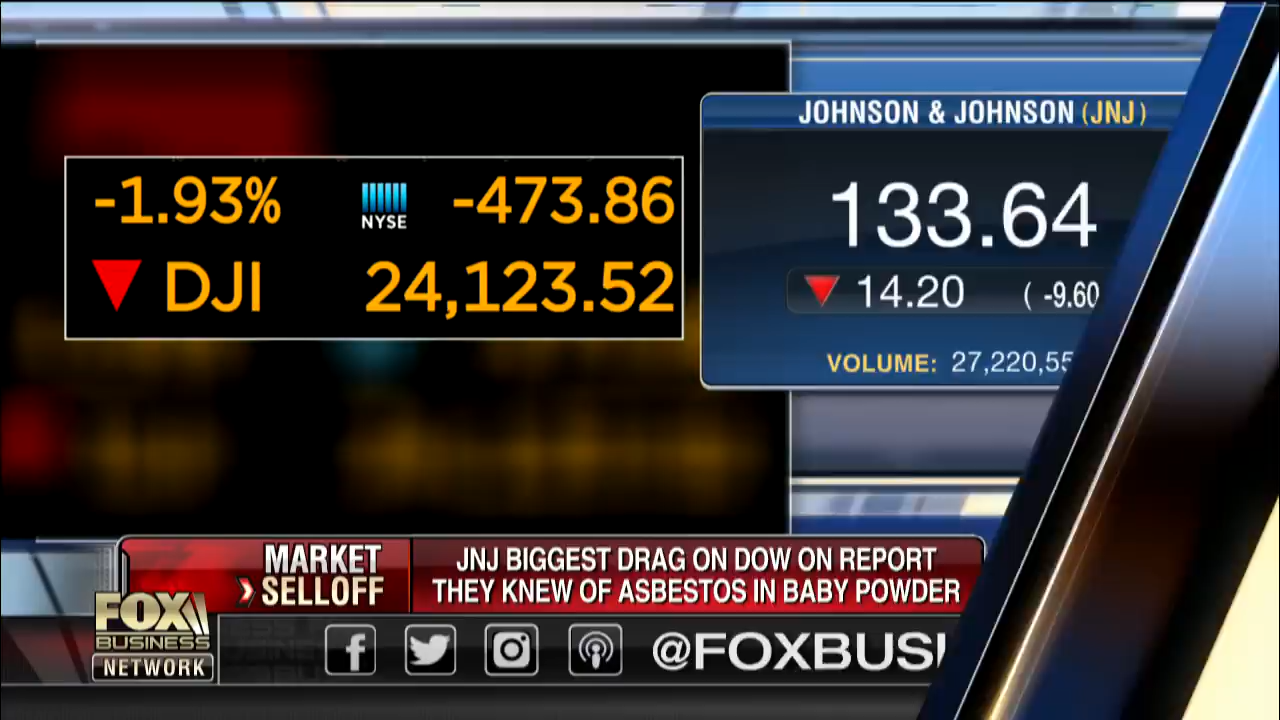 -1.93% NYSE -473.86
▼ DJI 24,123.52
JOHNSON & JOHNSON (JNJ)
133.64
▼ 14.20 ( -9.60
VOLUME: 27,220,55
MARKET
SELLOFF
JNJ BIGGEST DRAG ON DOW ON REPORT
THEY KNEW OF ASBESTOS IN BABY POWDER
FOX
BUSINESS
NETWORK
@FOXBUSI